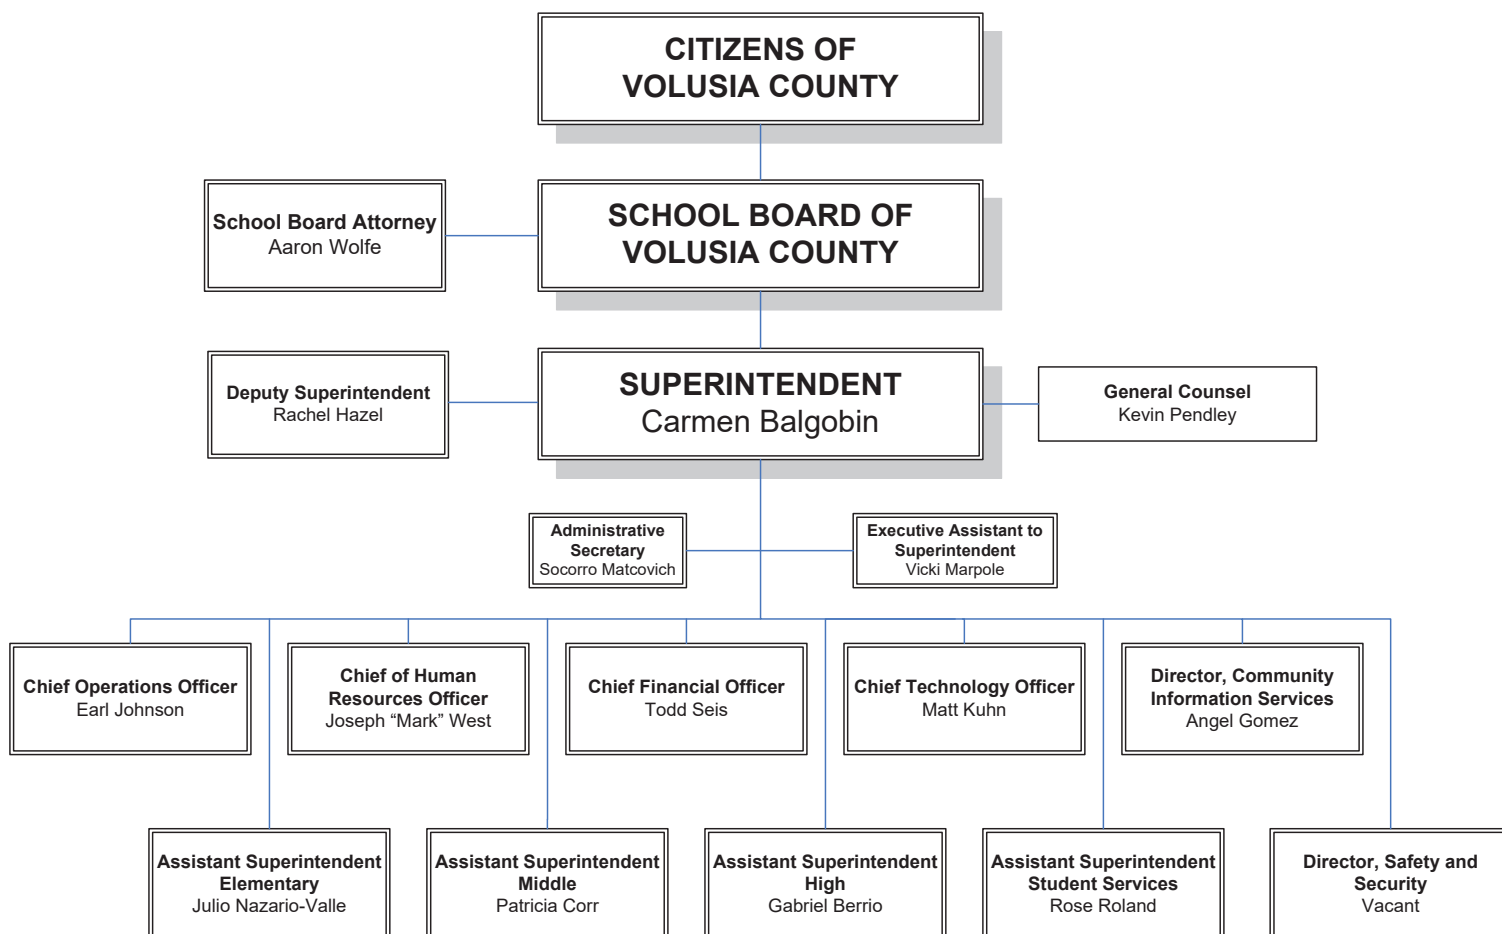 CITIZENS OF
VOLUSIA COUNTY
School Board Attorney
Aaron Wolfe
SCHOOL BOARD OF
VOLUSIA COUNTY
Deputy Superintendent
Rachel Hazel
SUPERINTENDENT
Carmen Balgobin
General Counsel
Kevin Pendley
Administrative
Secretary
Socorro Matcovich
Executive Assistant to
Superintendent
Vicki Marpole
Chief Operations Officer
Earl Johnson
Chief of Human
Resources Officer
Joseph “Mark” West
Chief Financial Officer
Todd Seis
Chief Technology Officer
Matt Kuhn
Director, Community
Information Services
Angel Gomez
Assistant Superintendent
Elementary
Julio Nazario-Valle
Assistant Superintendent
Middle
Patricia Corr
Assistant Superintendent
High
Gabriel Berrio
Assistant Superintendent
Student Services
Rose Roland
Director, Safety and
Security
Vacant